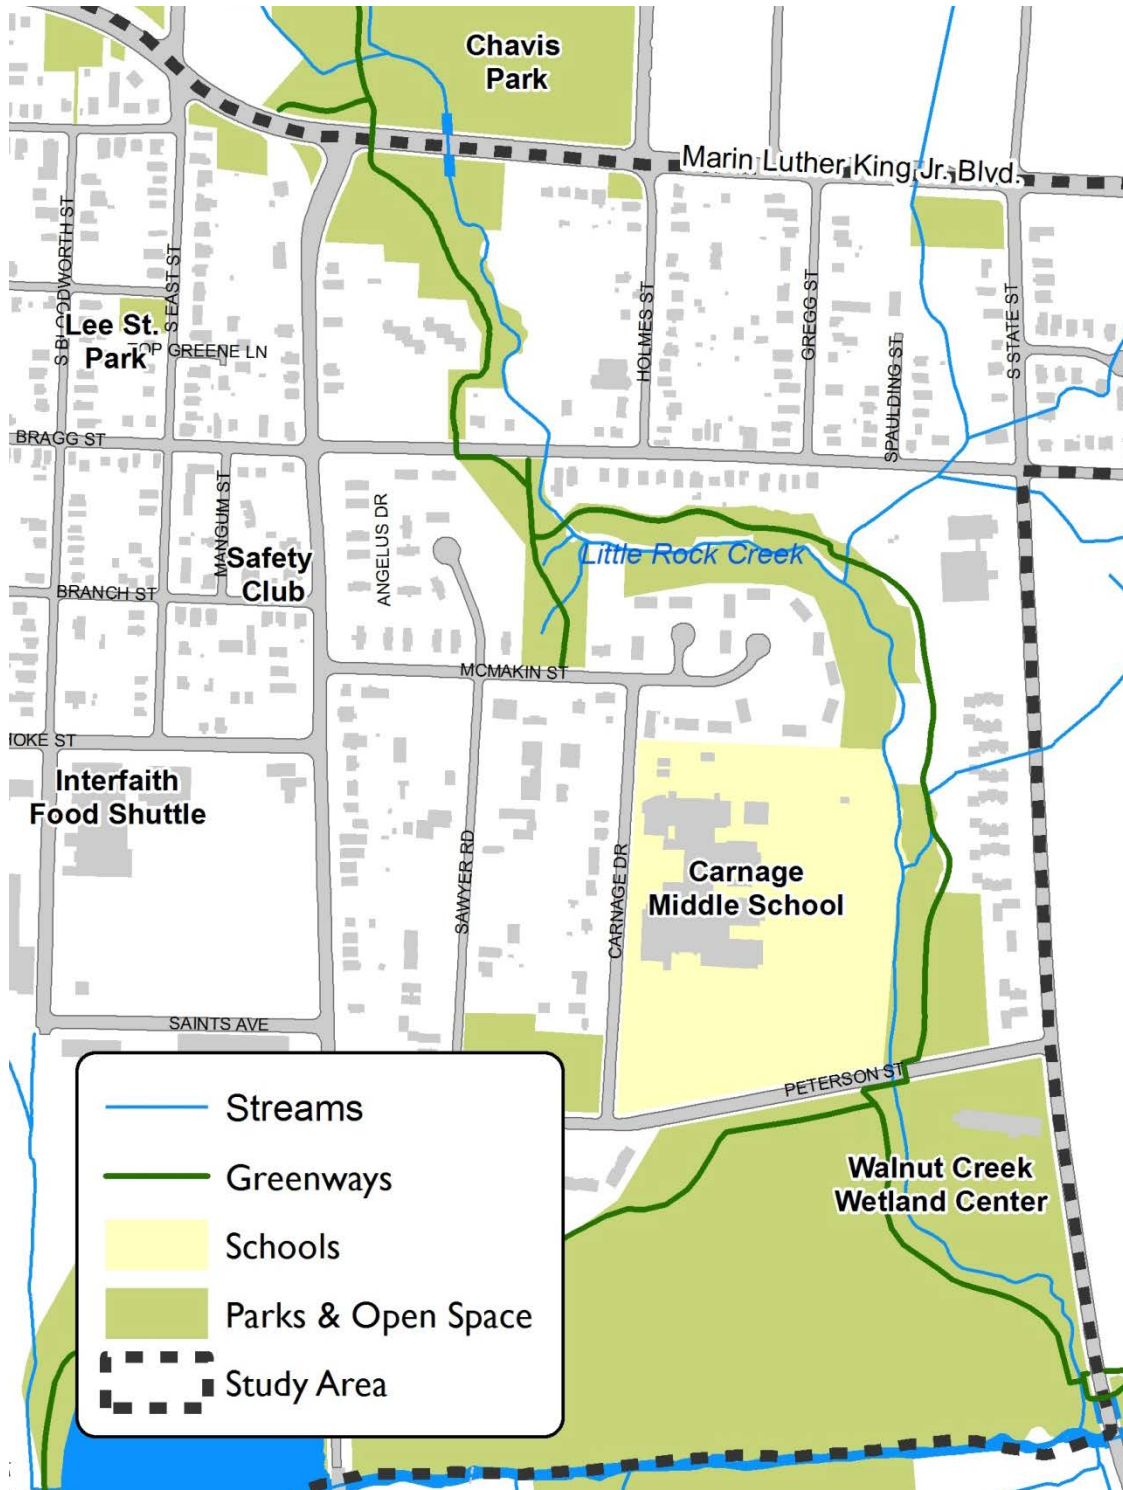 Chavis
Park
Marin Luther King Jr. Blvd.
S BLOODWORTH ST
S EAST ST
HOLMES ST
GREGG ST
SPAULDING ST
S STATE ST
Lee St.
Park
TOP GREENE LN
BRAGG ST
MANGUM ST
ANGELUS DR
Safety
Club
Little Rock Creek
BRANCH ST
MCMAKIN ST
HOKE ST
Interfaith
Food Shuttle
SAWYER RD
CARNAGE DR
Carnage
Middle School
SAINTS AVE
PETERSON ST
Walnut Creek
Wetland Center
Streams
Greenways
Schools
Parks & Open Space
Study Area